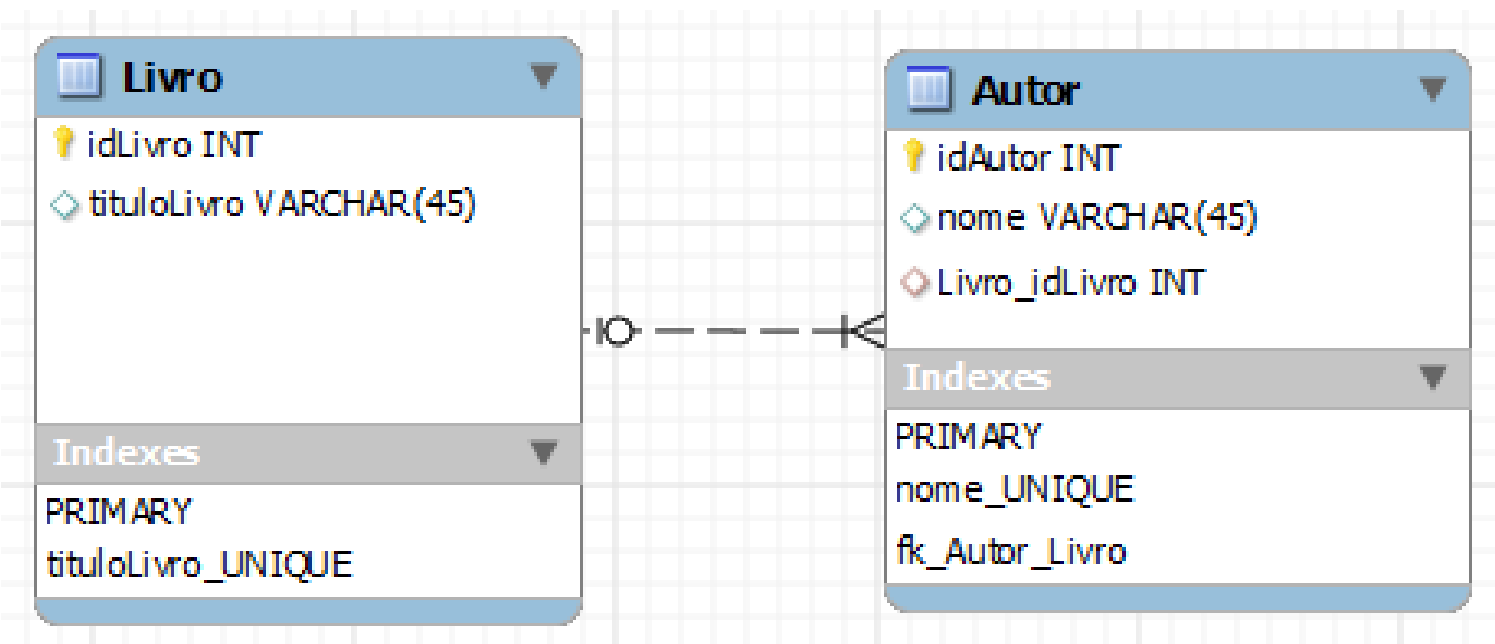 Livro
idLivro INT
tituloLivro VARCHAR(45)
Indexes
PRIMARY
tituloLivro_UNIQUE
Autor
idAutor INT
nome VARCHAR(45)
Livro_idLivro INT
Indexes
PRIMARY
nome_UNIQUE
fk_Autor_Livro